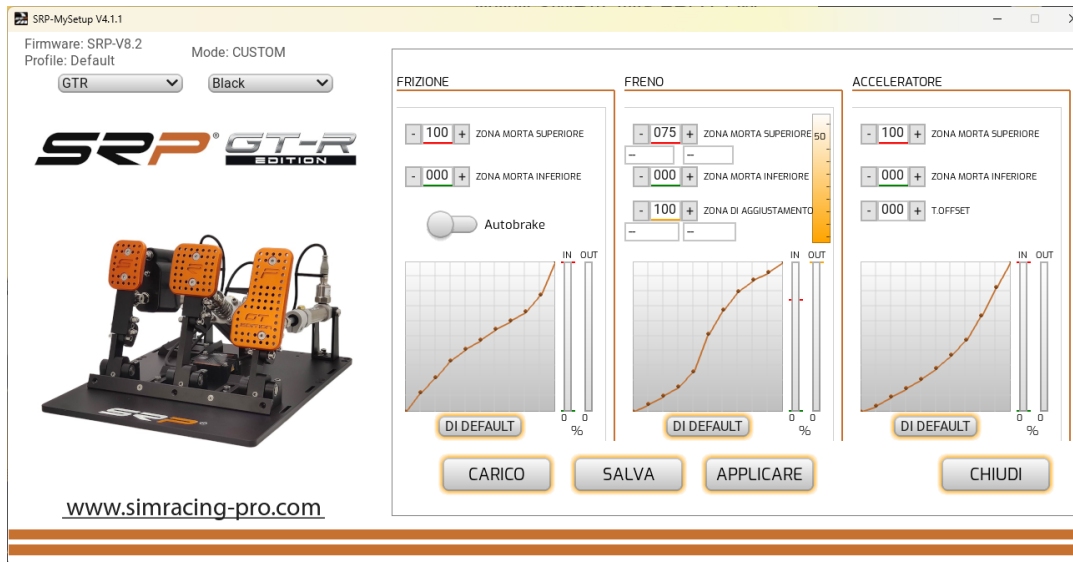 SRP-MySetup V4.1.1
Firmware: SRP-V8.2
Profile: Default
Mode: CUSTOM
GTR
Black
SRP® GT-R
EDITION
www.simracing-pro.com
FRIZIONE
- 100 + ZONA MORTA SUPERIORE
- 000 + ZONA MORTA INFERIORE
Autobrake
IN OUT
0 0
%
DI DEFAULT
FRENO
- 075 + ZONA MORTA SUPERIORE
50
-- --
- 000 + ZONA MORTA INFERIORE
- 100 + ZONA DI AGGIUSTAMENTO
-- --
IN OUT
0 0
%
DI DEFAULT
ACCELERATORE
- 100 + ZONA MORTA SUPERIORE
- 000 + ZONA MORTA INFERIORE
- 000 + T.OFFSET
IN OUT
0 0
%
DI DEFAULT
CARICO
SALVA
APPLICARE
CHIUDI